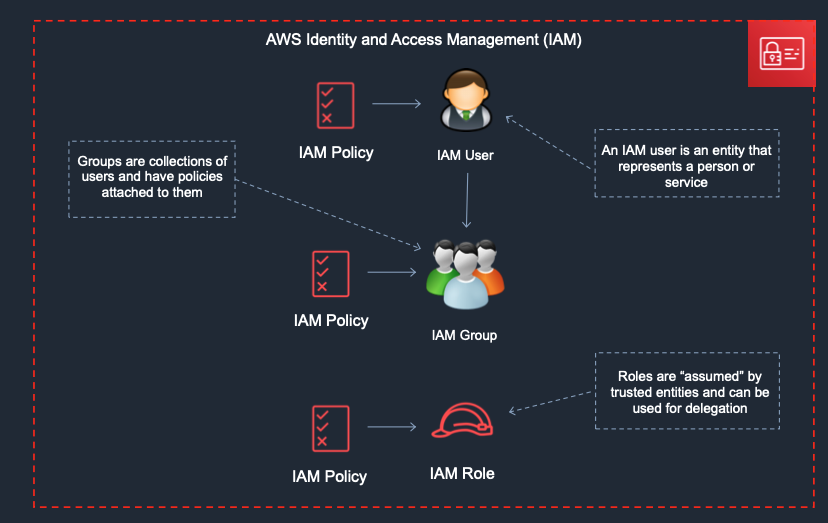 AWS Identity and Access Management (IAM)
IAM Policy
IAM User
An IAM user is an entity that
represents a person or
service
Groups are collections of
users and have policies
attached to them
IAM Policy
IAM Group
Roles are “assumed” by
trusted entities and can be
used for delegation
IAM Policy
IAM Role